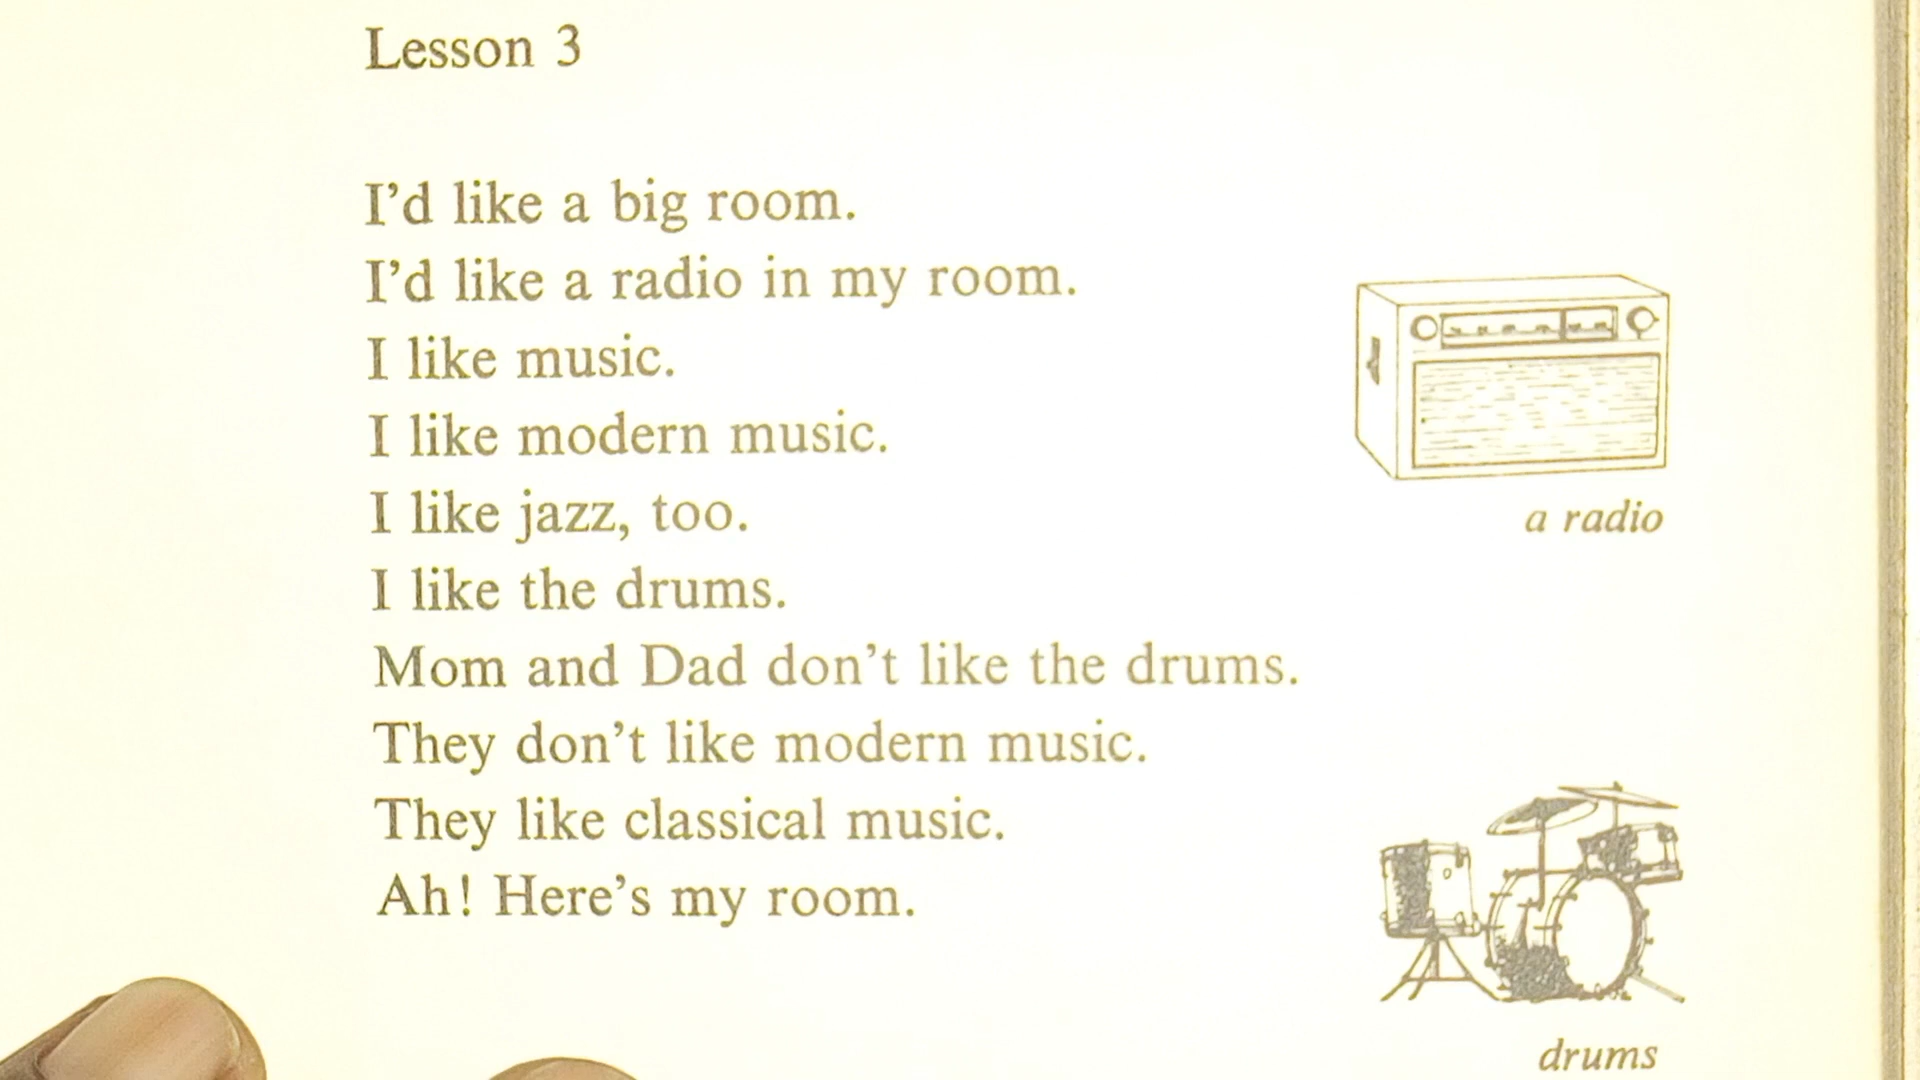 Lesson 3
I'd like a big room.
I'd like a radio in my room.
I like music.
I like modern music.
I like jazz, too.
I like the drums.
Mom and Dad don't like the drums.
They don't like modern music.
They like classical music.
Ah! Here's my room.
a radio
drums